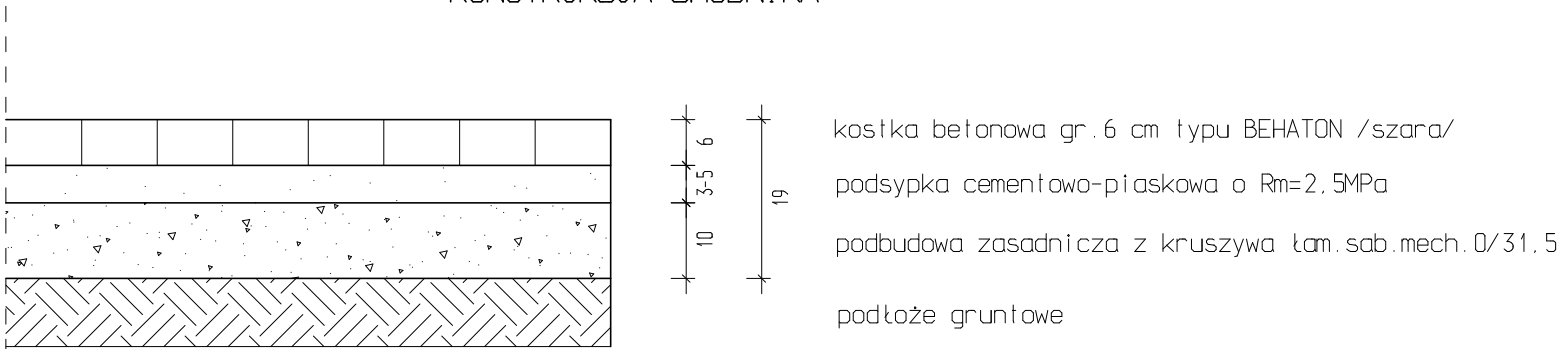 kostka betonowa gr.6 cm typu BEHATON /szara/
6
3-5
podsypka cementowo-piaskowa o Rm=2,5MPa
19
10
podbudowa zasadnicza z kruszywa łam.sab.mech.0/31,5
podłoże gruntowe